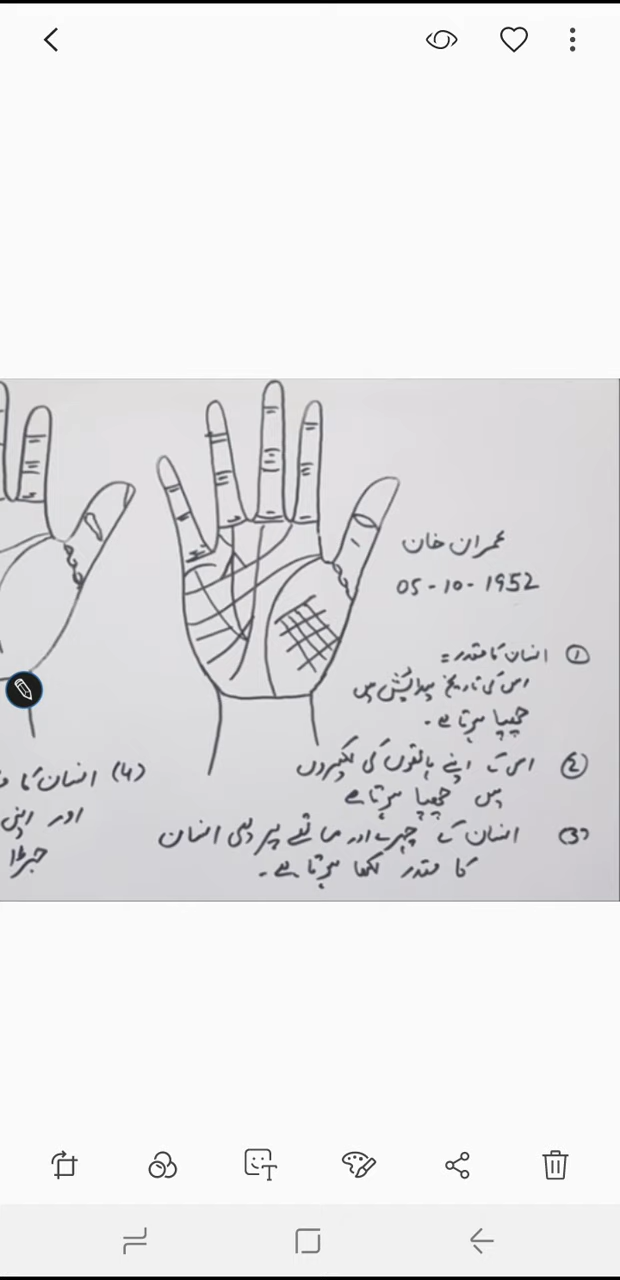 عمران خان
05-10-1952
① انسان کا مقدر =
اس کی تاریخ پیدائش میں
چھپا ہوتا ہے۔
② اس کے اپنے ہاتھوں کی لکیروں
میں چھپا ہوتا ہے
(3) انسان کے چہرے اور ماتھے پر بھی انسان
کا مقدر لکھا ہوتا ہے۔
(4) انسان کا
اور اپنی